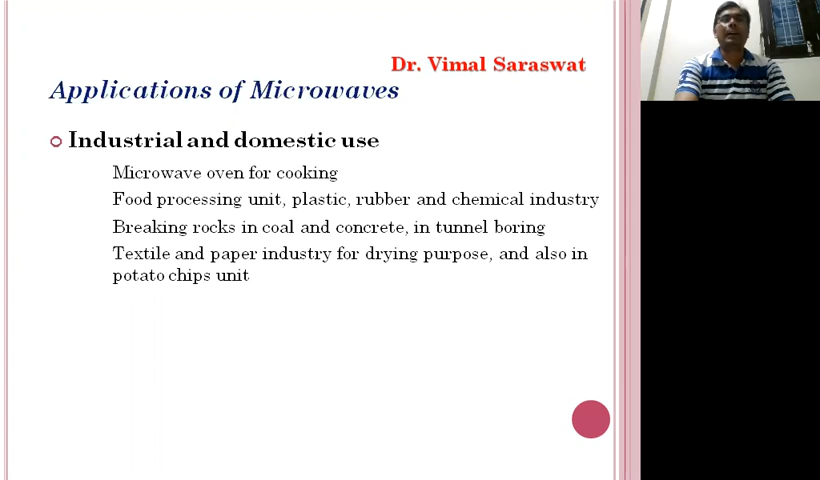 Dr. Vimal Saraswat
Applications of Microwaves
Industrial and domestic use
Microwave oven for cooking
Food processing unit, plastic, rubber and chemical industry
Breaking rocks in coal and concrete, in tunnel boring
Textile and paper industry for drying purpose, and also in
potato chips unit